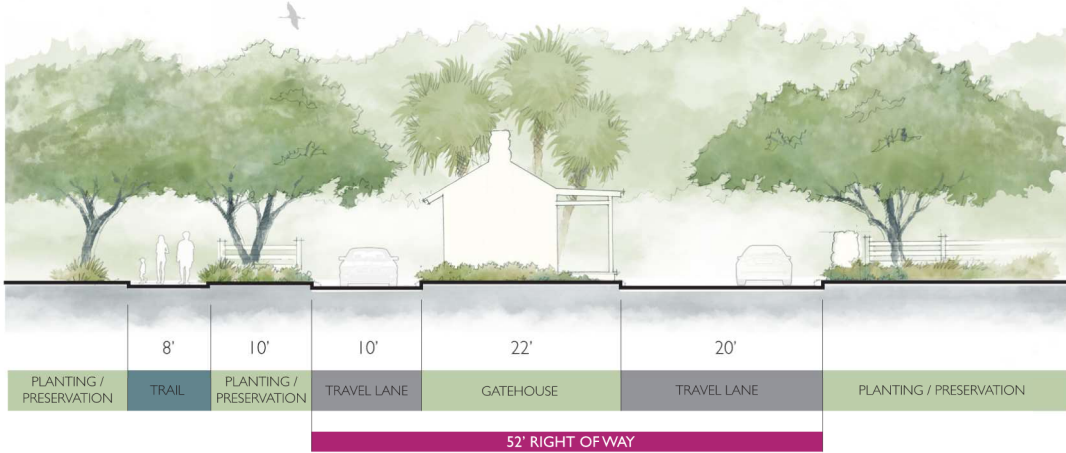 8' 10' 10' 22' 20'
PLANTING / PRESERVATION
TRAIL
PLANTING / PRESERVATION
TRAVEL LANE
GATEHOUSE
TRAVEL LANE
PLANTING / PRESERVATION
52' RIGHT OF WAY